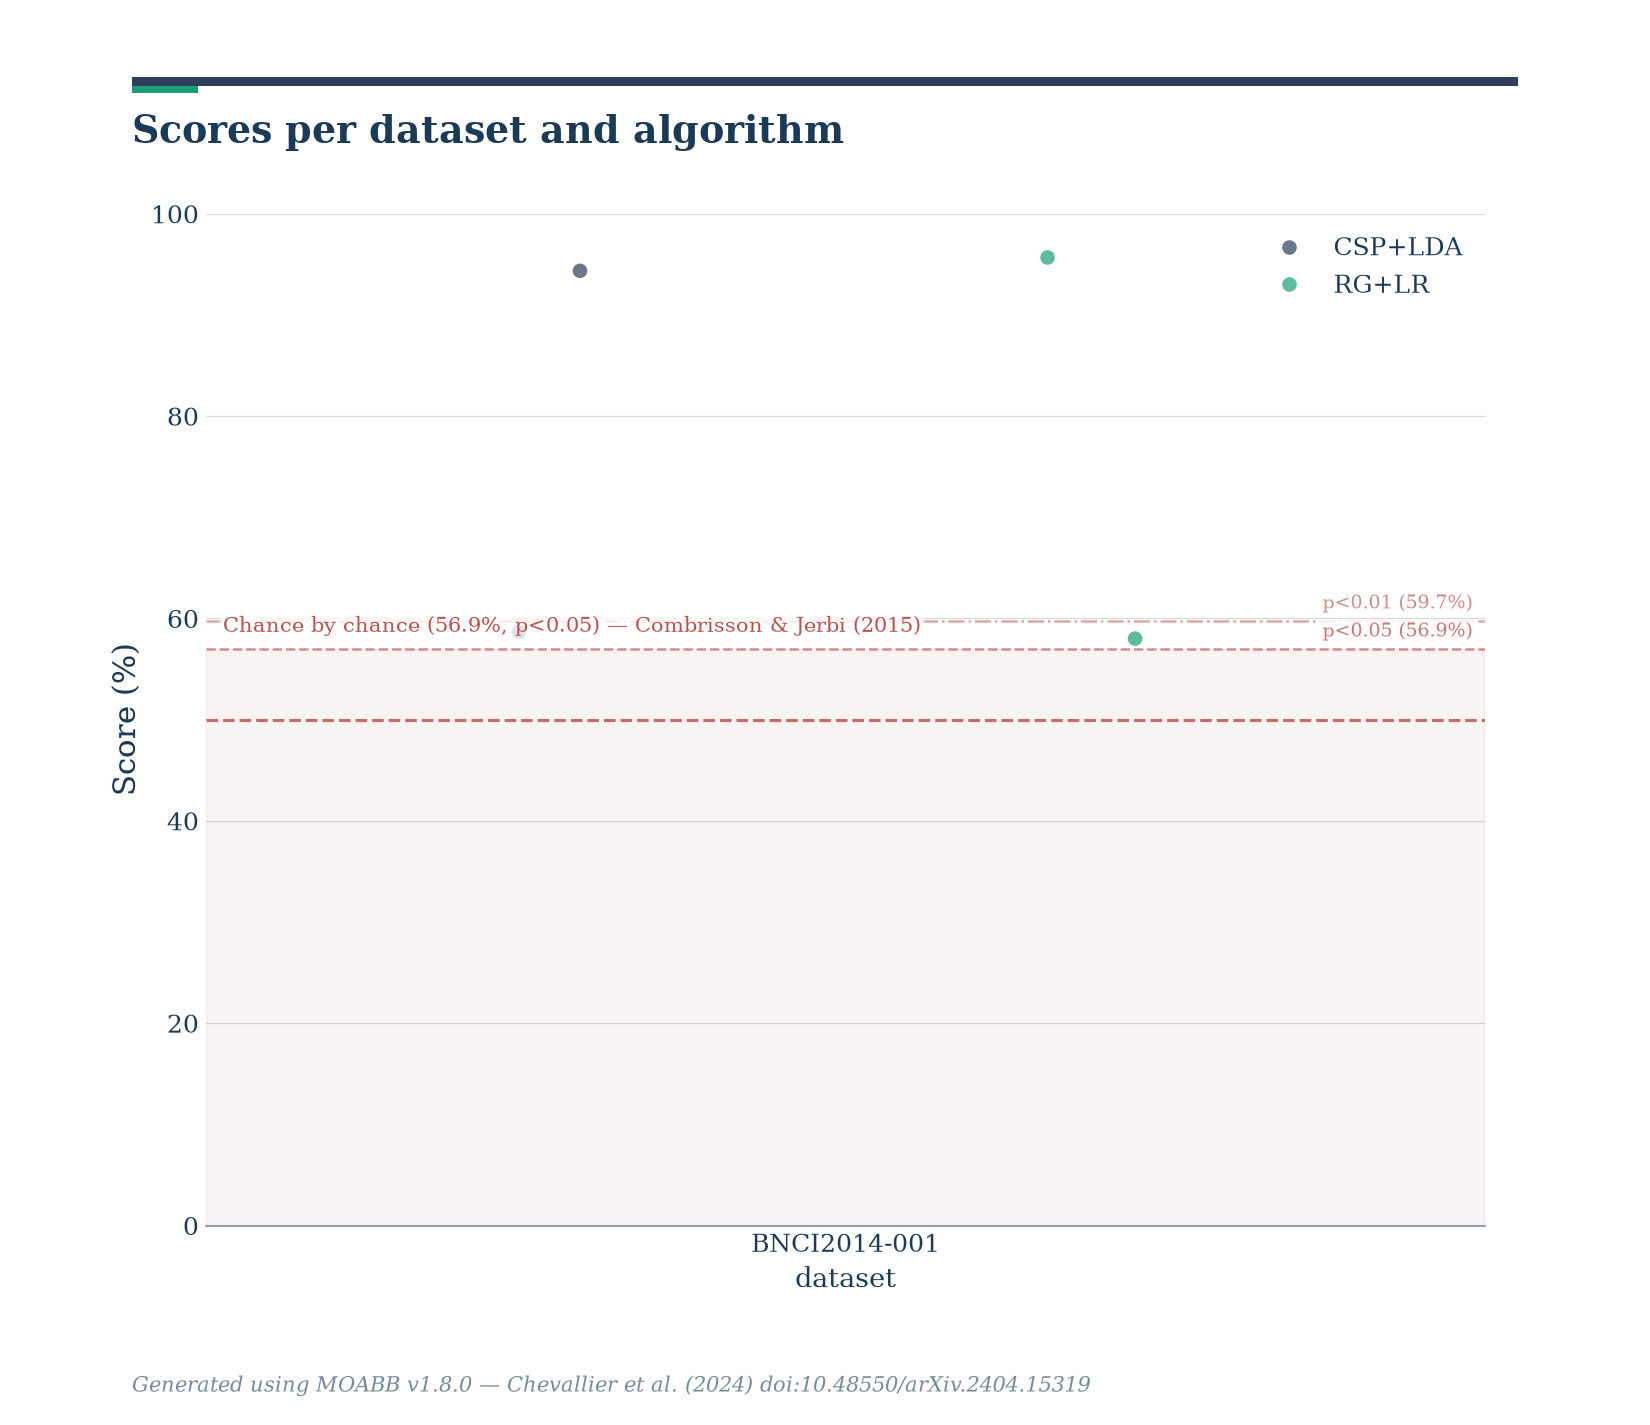 Scores per dataset and algorithm
100
CSP+LDA
RG+LR
80
p<0.01 (59.7%)
60
Chance by chance (56.9%, p<0.05) — Combrisson & Jerbi (2015)
p<0.05 (56.9%)
Score (%)
40
20
0
BNCI2014-001
dataset
Generated using MOABB v1.8.0 — Chevallier et al. (2024) doi:10.48550/arXiv.2404.15319